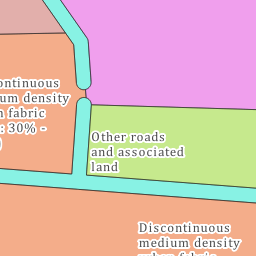 ontinuous
um density
n fabric
: 30% -
)
Other roads
and associated
land
Discontinuous
medium density